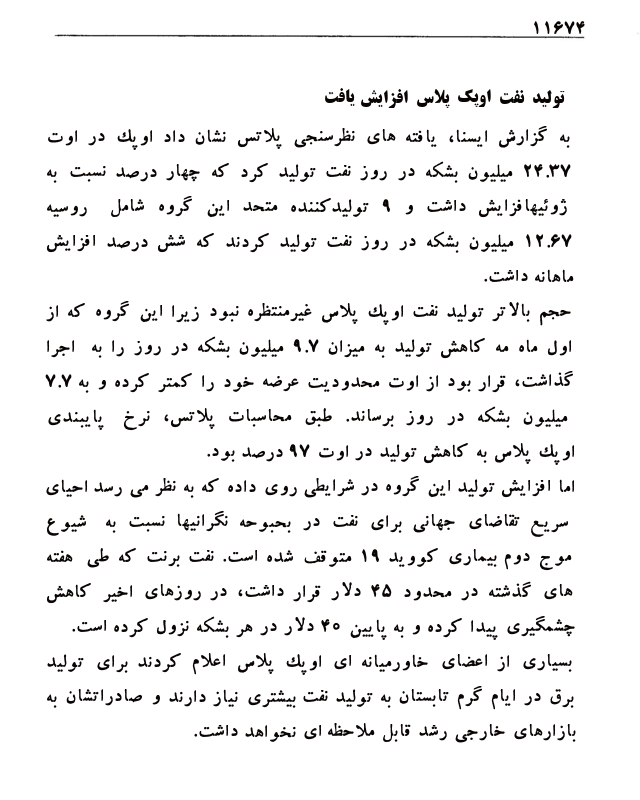 ۱۱۶۷۴
تولید نفت اوپک پلاس افزایش یافت
به گزارش ایسنا، یافته های نظرسنجی پلاتس نشان داد اوپك در اوت
۲۴.۳۷ میلیون بشکه در روز نفت تولید کرد که چهار درصد نسبت به
ژوئیهافزایش داشت و ۹ تولیدکننده متحد این گروه شامل روسیه
۱۲.۶۷ میلیون بشکه در روز نفت تولید کردند که شش درصد افزایش
ماهانه داشت.
حجم بالاتر تولید نفت اوپك پلاس غیرمنتظره نبود زیرا این گروه که از
اول ماه مه کاهش تولید به میزان ۹.۷ میلیون بشکه در روز را به اجرا
گذاشت، قرار بود از اوت محدودیت عرضه خود را کمتر کرده و به ۷.۷
میلیون بشکه در روز برساند. طبق محاسبات پلاتس، نرخ پایبندی
اوپك پلاس به کاهش تولید در اوت ۹۷ درصد بود.
اما افزایش تولید این گروه در شرایطی روی داده که به نظر می رسد احیای
سریع تقاضای جهانی برای نفت در بحبوحه نگرانیها نسبت به شیوع
موج دوم بیماری کووید ۱۹ متوقف شده است. نفت برنت که طی هفته
های گذشته در محدود ۴۵ دلار قرار داشت، در روزهای اخیر کاهش
چشمگیری پیدا کرده و به پایین ۴۰ دلار در هر بشکه نزول کرده است.
بسیاری از اعضای خاورمیانه ای اوپك پلاس اعلام کردند برای تولید
برق در ایام گرم تابستان به تولید نفت بیشتری نیاز دارند و صادراتشان به
بازارهای خارجی رشد قابل ملاحظه ای نخواهد داشت.